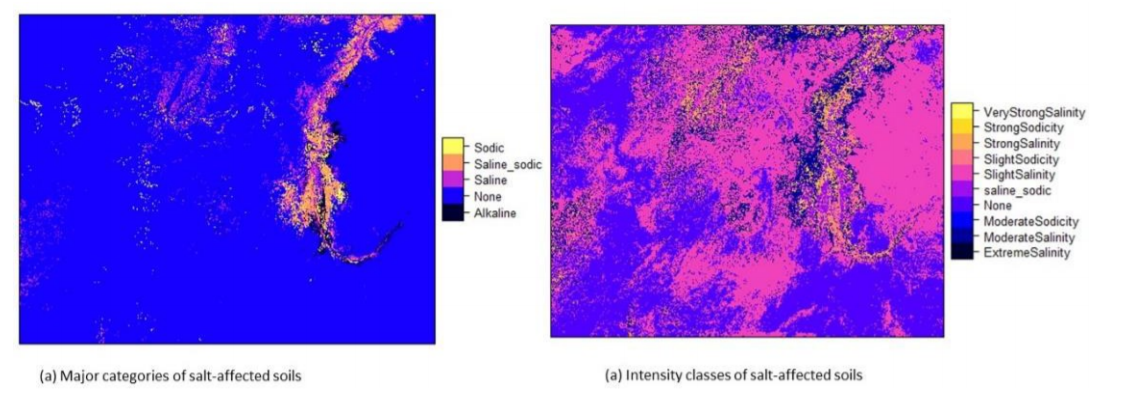 Sodic
Saline_sodic
Saline
None
Alkaline
VeryStrongSalinity
StrongSodicity
StrongSalinity
SlightSodicity
SlightSalinity
saline_sodic
None
ModerateSodicity
ModerateSalinity
ExtremeSalinity
(a) Major categories of salt-affected soils
(a) Intensity classes of salt-affected soils